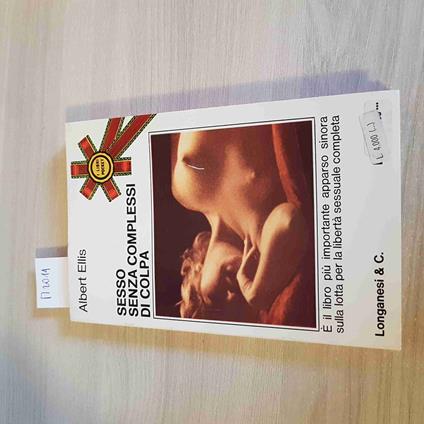 Albert Ellis
SESSO
SENZA COMPLESSI
DI COLPA
È il libro più importante apparso sinora
sulla lotta per la libertà sessuale completa
Longanesi & C.